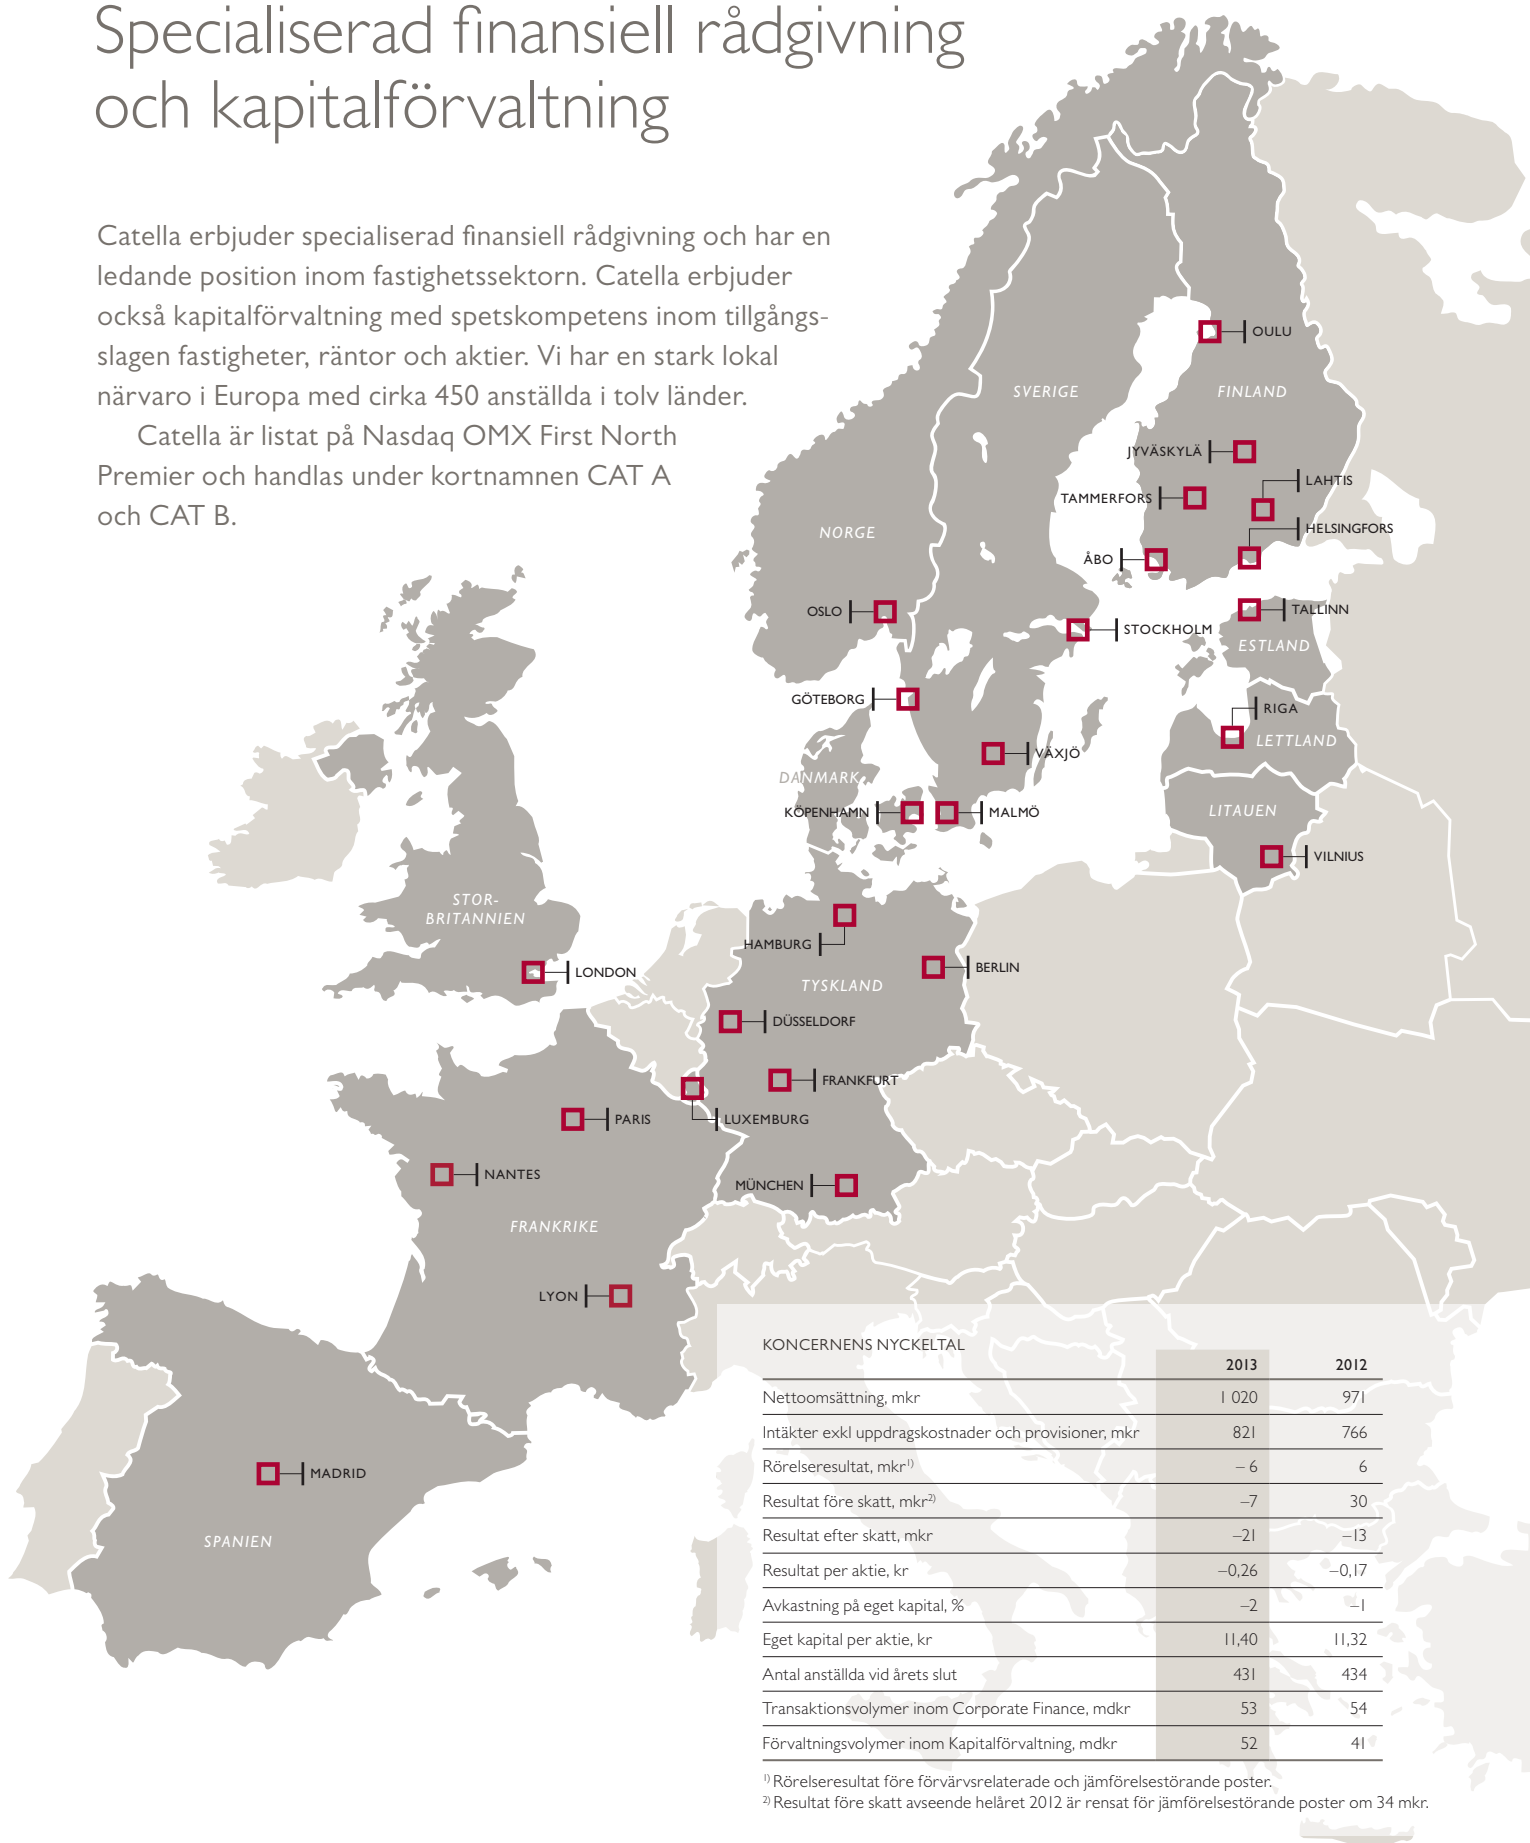 Specialiserad finansiell rådgivning
och kapitalförvaltning
Catella erbjuder specialiserad finansiell rådgivning och har en
ledande position inom fastighetssektorn. Catella erbjuder
också kapitalförvaltning med spetskompetens inom tillgångs-
slagen fastigheter, räntor och aktier. Vi har en stark lokal
närvaro i Europa med cirka 450 anställda i tolv länder.
Catella är listat på Nasdaq OMX First North
Premier och handlas under kortnamnen CAT A
och CAT B.
OULU
SVERIGE
FINLAND
JYVÄSKYLÄ
LAHTIS
TAMMERFORS
HELSINGFORS
NORGE
ÅBO
OSLO
TALLINN
STOCKHOLM
ESTLAND
GÖTEBORG
RIGA
LETTLAND
VÄXJÖ
DANMARK
KÖPENHAMN
MALMÖ
LITAUEN
VILNIUS
STOR-
BRITANNIEN
HAMBURG
LONDON
BERLIN
TYSKLAND
DÜSSELDORF
FRANKFURT
PARIS
LUXEMBURG
NANTES
MÜNCHEN
FRANKRIKE
LYON
MADRID
SPANIEN
KONCERNENS NYCKELTAL
2013 2012
Nettoomsättning, mkr 1 020 971
Intäkter exkl uppdragskostnader och provisioner, mkr 821 766
Rörelseresultat, mkr1) – 6 6
Resultat före skatt, mkr2) –7 30
Resultat efter skatt, mkr –21 –13
Resultat per aktie, kr –0,26 –0,17
Avkastning på eget kapital, % –2 –1
Eget kapital per aktie, kr 11,40 11,32
Antal anställda vid årets slut 431 434
Transaktionsvolymer inom Corporate Finance, mdkr 53 54
Förvaltningsvolymer inom Kapitalförvaltning, mdkr 52 41
1) Rörelseresultat före förvärvsrelaterade och jämförelsestörande poster.
2) Resultat före skatt avseende helåret 2012 är rensat för jämförelsestörande poster om 34 mkr.